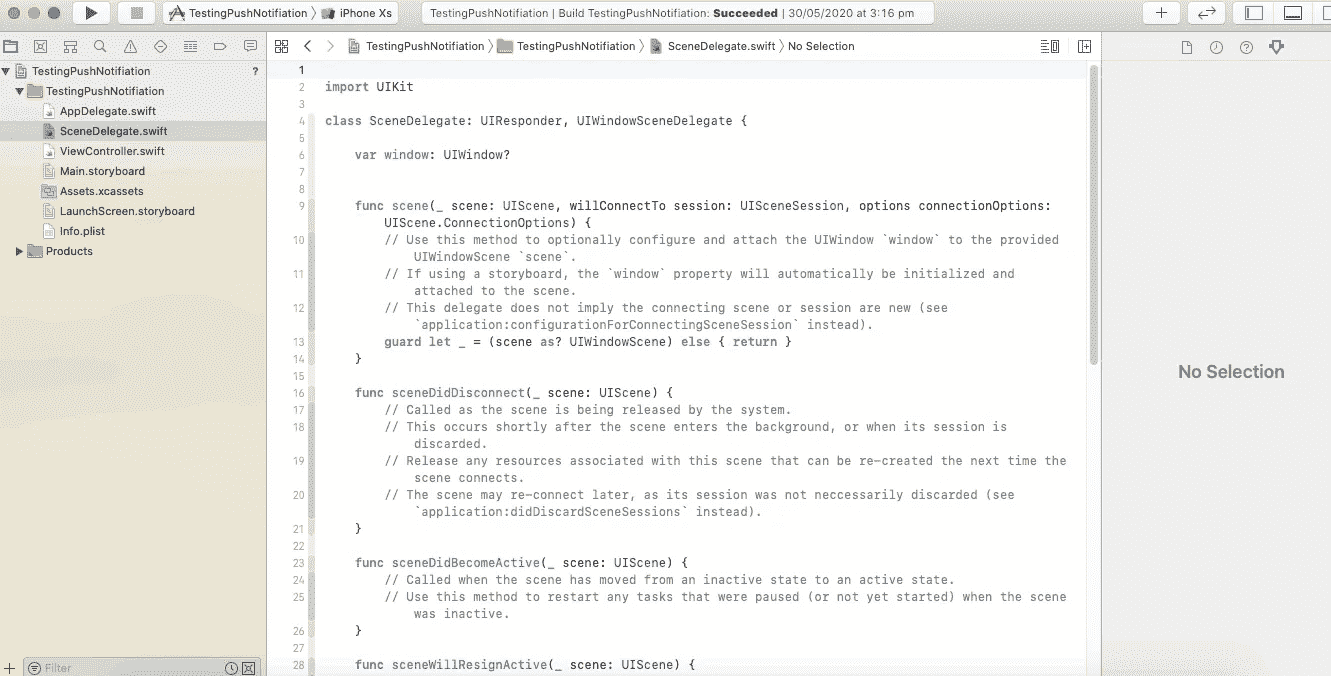 TestingPushNotifiation 〉 iPhone Xs
TestingPushNotifiation | Build TestingPushNotifiation: Succeeded | 30/05/2020 at 3:16 pm
TestingPushNotifiation 〉 TestingPushNotifiation 〉 SceneDelegate.swift 〉 No Selection
TestingPushNotifiation ?
TestingPushNotifiation
AppDelegate.swift
SceneDelegate.swift
ViewController.swift
Main.storyboard
Assets.xcassets
LaunchScreen.storyboard
Info.plist
Products
Filter
1
2 import UIKit
3
4 class SceneDelegate: UIResponder, UIWindowSceneDelegate {
5
6 var window: UIWindow?
7
8
9 func scene(_ scene: UIScene, willConnectTo session: UISceneSession, options connectionOptions:
UIScene.ConnectionOptions) {
10 // Use this method to optionally configure and attach the UIWindow `window` to the provided
UIWindowScene `scene`.
11 // If using a storyboard, the `window` property will automatically be initialized and
attached to the scene.
12 // This delegate does not imply the connecting scene or session are new (see
`application:configurationForConnectingSceneSession` instead).
13 guard let _ = (scene as? UIWindowScene) else { return }
14 }
15
16 func sceneDidDisconnect(_ scene: UIScene) {
17 // Called as the scene is being released by the system.
18 // This occurs shortly after the scene enters the background, or when its session is
discarded.
19 // Release any resources associated with this scene that can be re-created the next time the
scene connects.
20 // The scene may re-connect later, as its session was not neccessarily discarded (see
`application:didDiscardSceneSessions` instead).
21 }
22
23 func sceneDidBecomeActive(_ scene: UIScene) {
24 // Called when the scene has moved from an inactive state to an active state.
25 // Use this method to restart any tasks that were paused (or not yet started) when the scene
was inactive.
26 }
27
28 func sceneWillResignActive(_ scene: UIScene) {
No Selection